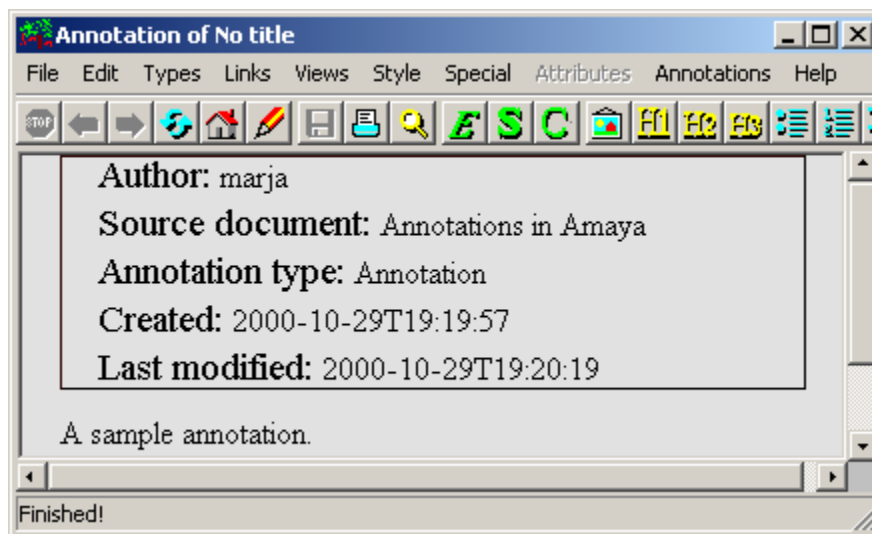 Annotation of No title
File Edit Types Links Views Style Special Attributes Annotations Help
STOP E S C H1 H2 H3
Author: marja
Source document: Annotations in Amaya
Annotation type: Annotation
Created: 2000-10-29T19:19:57
Last modified: 2000-10-29T19:20:19
A sample annotation.
Finished!